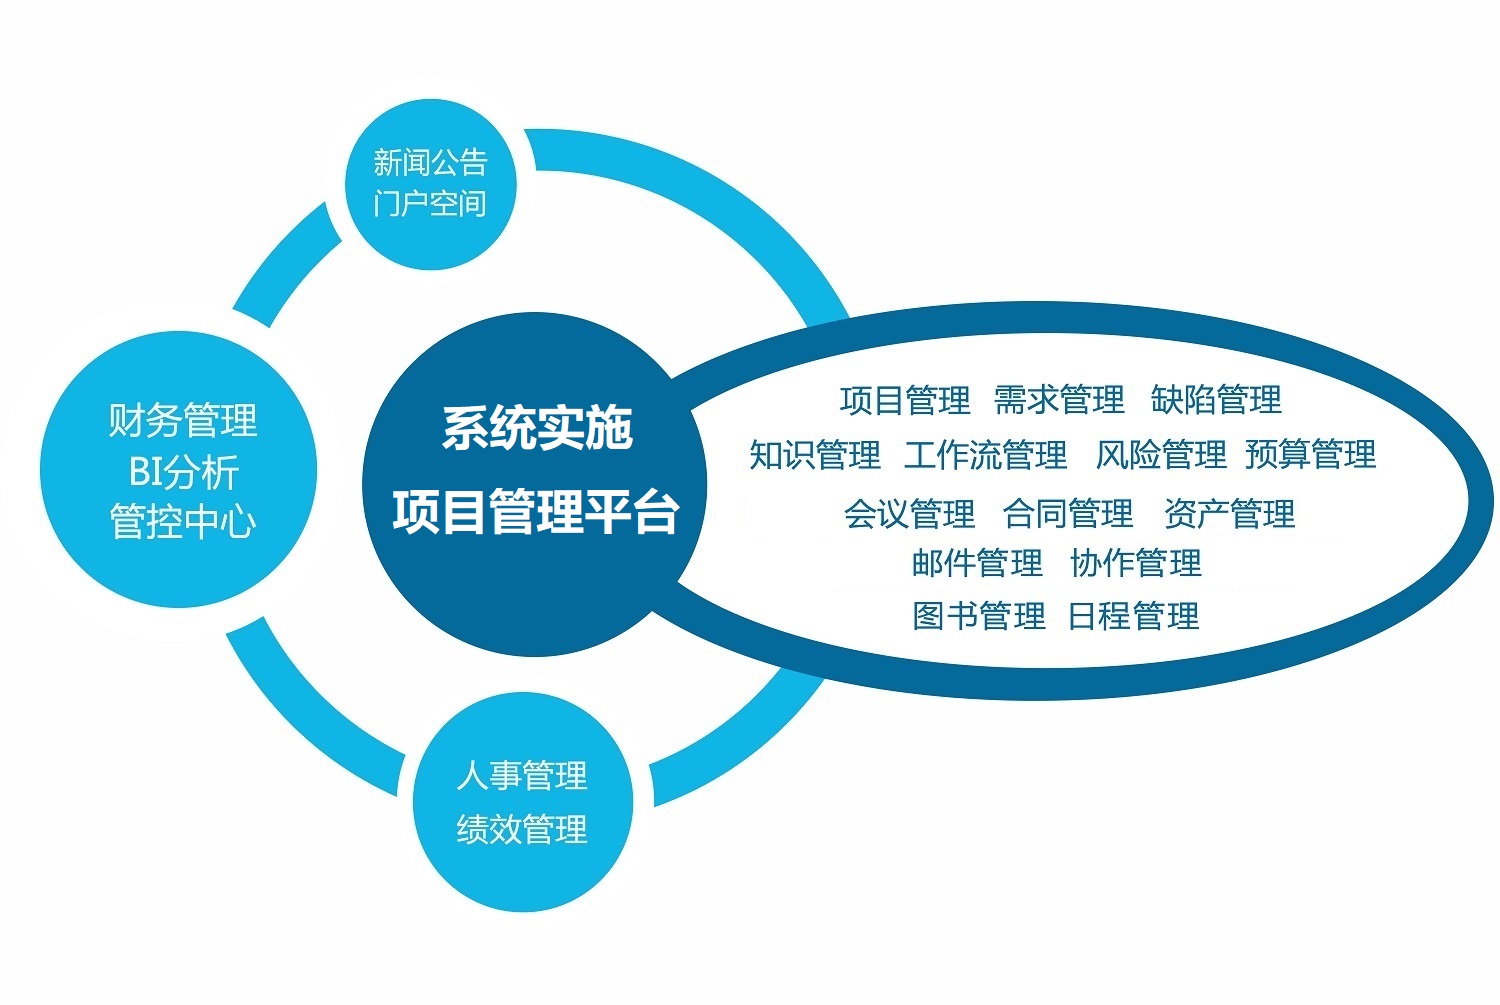 新闻公告
门户空间
财务管理
BI分析
管控中心
系统实施
项目管理平台
项目管理 需求管理 缺陷管理
知识管理 工作流管理 风险管理 预算管理
会议管理 合同管理 资产管理
邮件管理 协作管理
图书管理 日程管理
人事管理
绩效管理